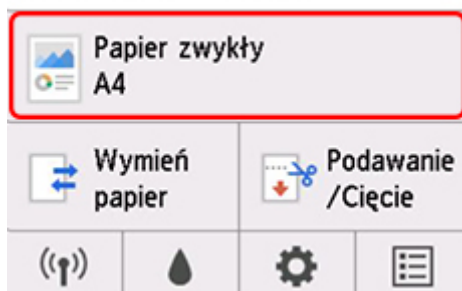 Papier zwykły
A4
Wymień
papier
Podawanie
/Cięcie